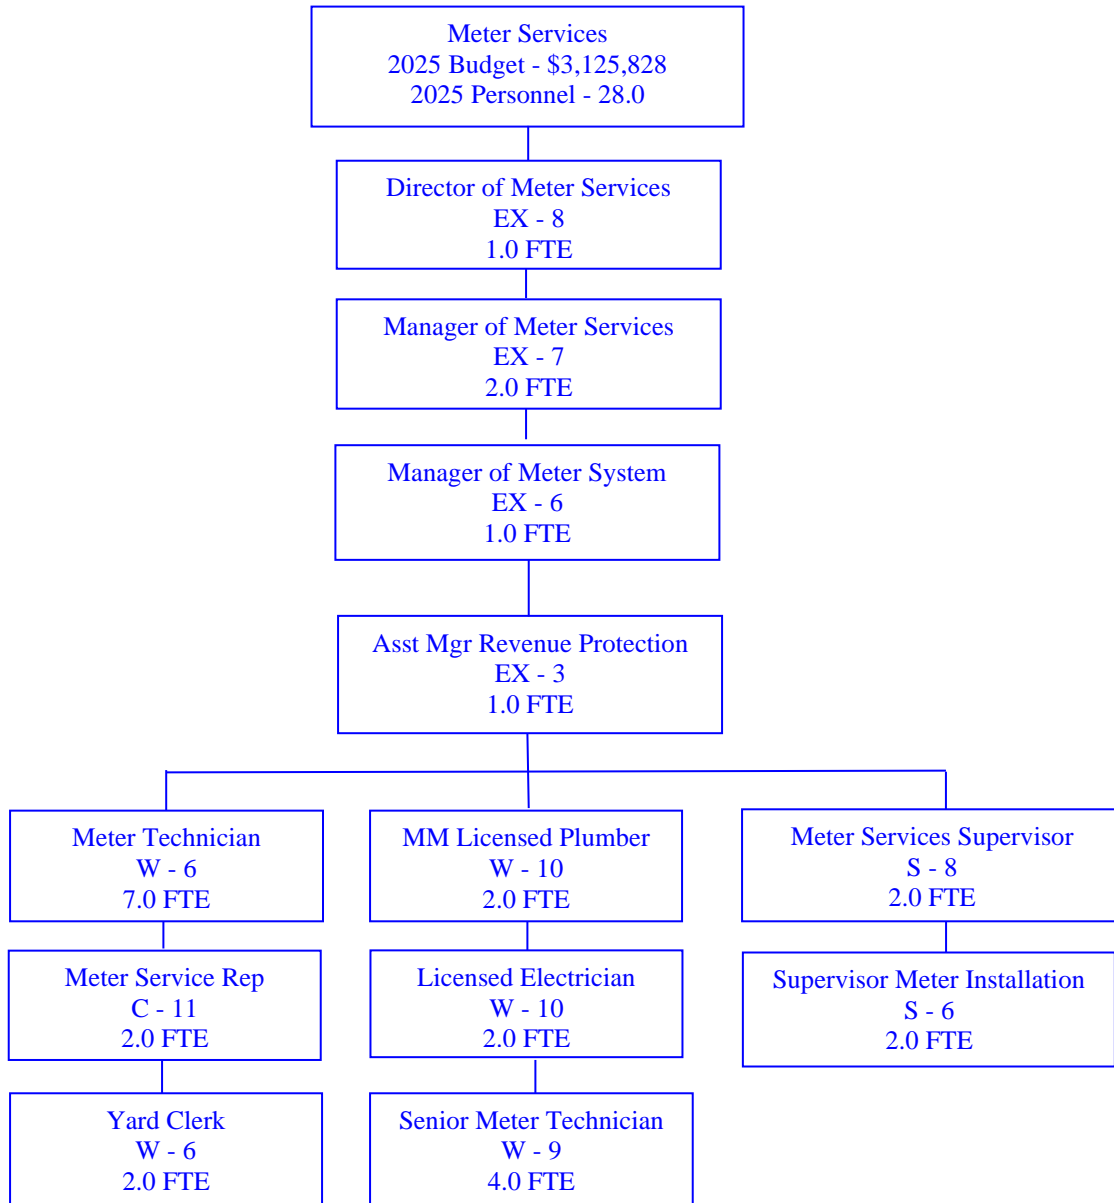 Meter Services
2025 Budget - $3,125,828
2025 Personnel - 28.0
Director of Meter Services
EX - 8
1.0 FTE
Manager of Meter Services
EX - 7
2.0 FTE
Manager of Meter System
EX - 6
1.0 FTE
Asst Mgr Revenue Protection
EX - 3
1.0 FTE
Meter Technician
W - 6
7.0 FTE
Meter Service Rep
C - 11
2.0 FTE
Yard Clerk
W - 6
2.0 FTE
MM Licensed Plumber
W - 10
2.0 FTE
Licensed Electrician
W - 10
2.0 FTE
Senior Meter Technician
W - 9
4.0 FTE
Meter Services Supervisor
S - 8
2.0 FTE
Supervisor Meter Installation
S - 6
2.0 FTE